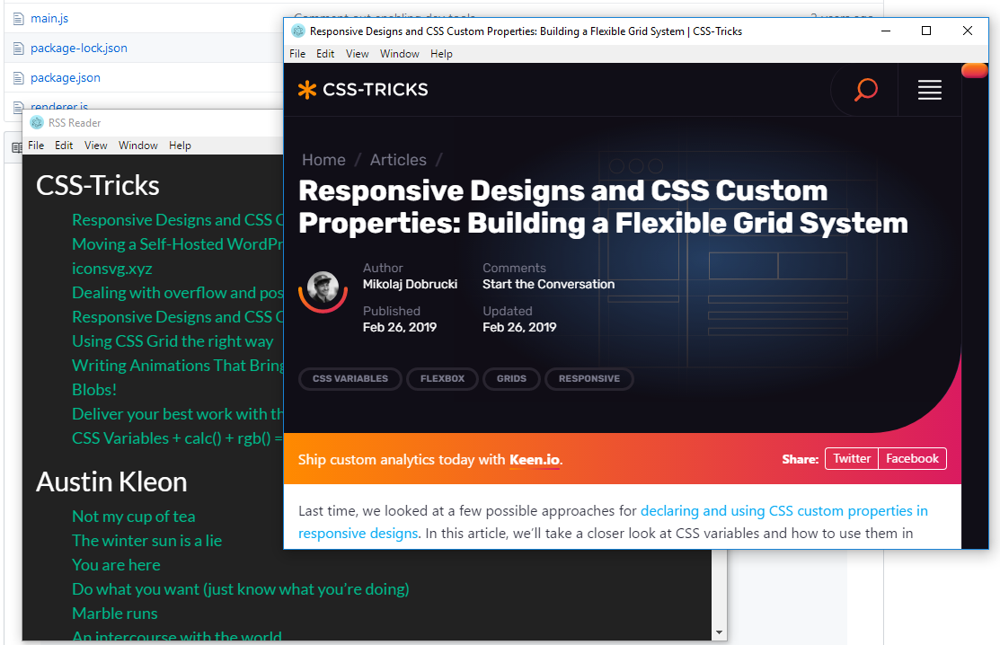 main.js
Comment out enabling dev tools
2 years ago
package-lock.json
package.json
renderer.js
RSS Reader
File Edit View Window Help
CSS-Tricks
Responsive Designs and CSS C
Moving a Self-Hosted WordPr
iconsvg.xyz
Dealing with overflow and pos
Responsive Designs and CSS C
Using CSS Grid the right way
Writing Animations That Bring
Blobs!
Deliver your best work with th
CSS Variables + calc() + rgb() =
Austin Kleon
Not my cup of tea
The winter sun is a lie
You are here
Do what you want (just know what you're doing)
Marble runs
An intercourse with the world
Responsive Designs and CSS Custom Properties: Building a Flexible Grid System | CSS-Tricks
File Edit View Window Help
CSS-TRICKS
Home / Articles /
Responsive Designs and CSS Custom
Properties: Building a Flexible Grid System
Author
Mikolaj Dobrucki
Comments
Start the Conversation
Published
Feb 26, 2019
Updated
Feb 26, 2019
CSS VARIABLES FLEXBOX GRIDS RESPONSIVE
Ship custom analytics today with Keen.io.
Share: Twitter Facebook
Last time, we looked at a few possible approaches for declaring and using CSS custom properties in
responsive designs. In this article, we'll take a closer look at CSS variables and how to use them in